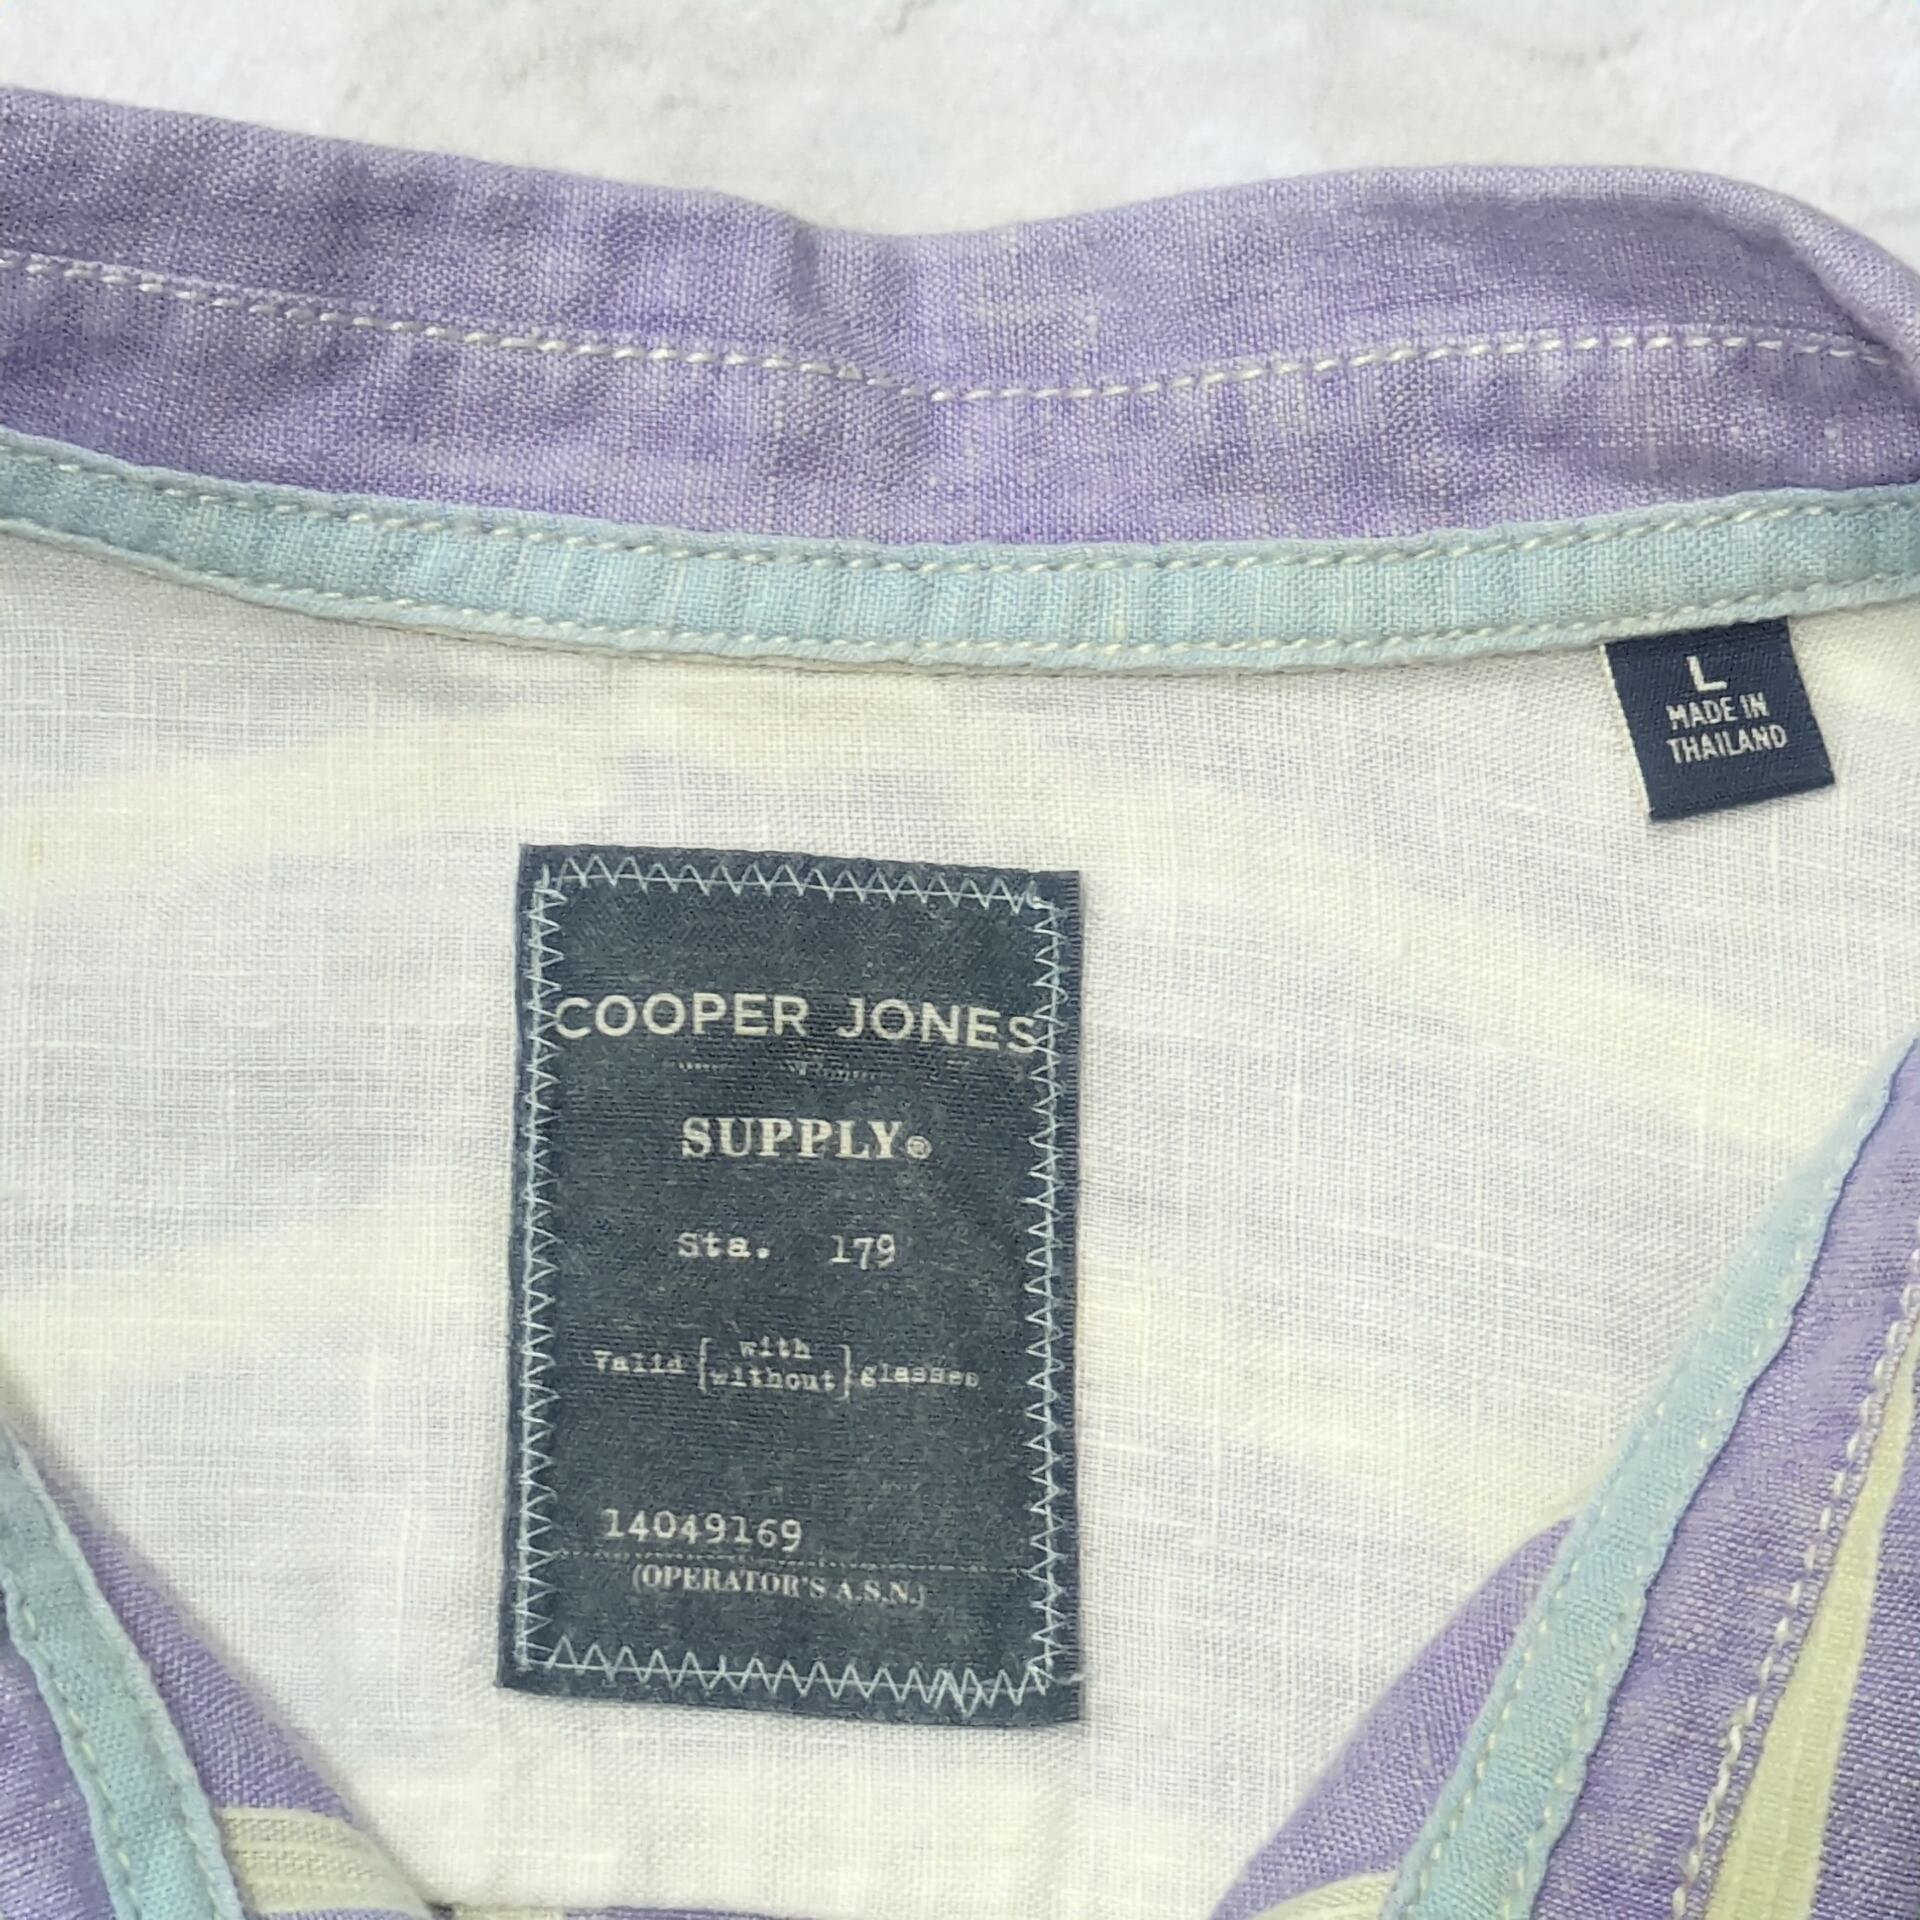 L
MADE IN
THAILAND
COOPER JONES
SUPPLY®
Sta. 179
Valid { with
without } glasses
14049169
(OPERATOR'S A.S.N.)